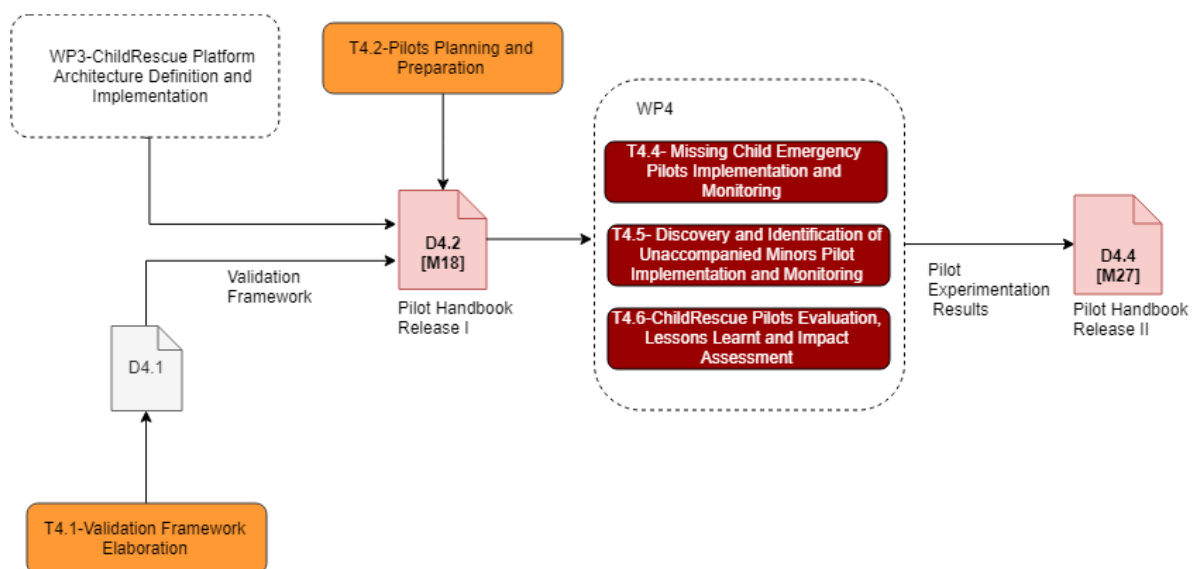 WP3-ChildRescue Platform
Architecture Definition and
Implementation
T4.2-Pilots Planning and
Preparation
WP4
T4.4- Missing Child Emergency
Pilots Implementation and
Monitoring
T4.5- Discovery and Identification of
Unaccompanied Minors Pilot
Implementation and Monitoring
T4.6-ChildRescue Pilots Evaluation,
Lessons Learnt and Impact
Assessment
D4.2
[M18]
Pilot Handbook
Release I
Validation
Framework
D4.1
T4.1-Validation Framework
Elaboration
Pilot
Experimentation
Results
D4.4
[M27]
Pilot Handbook
Release II